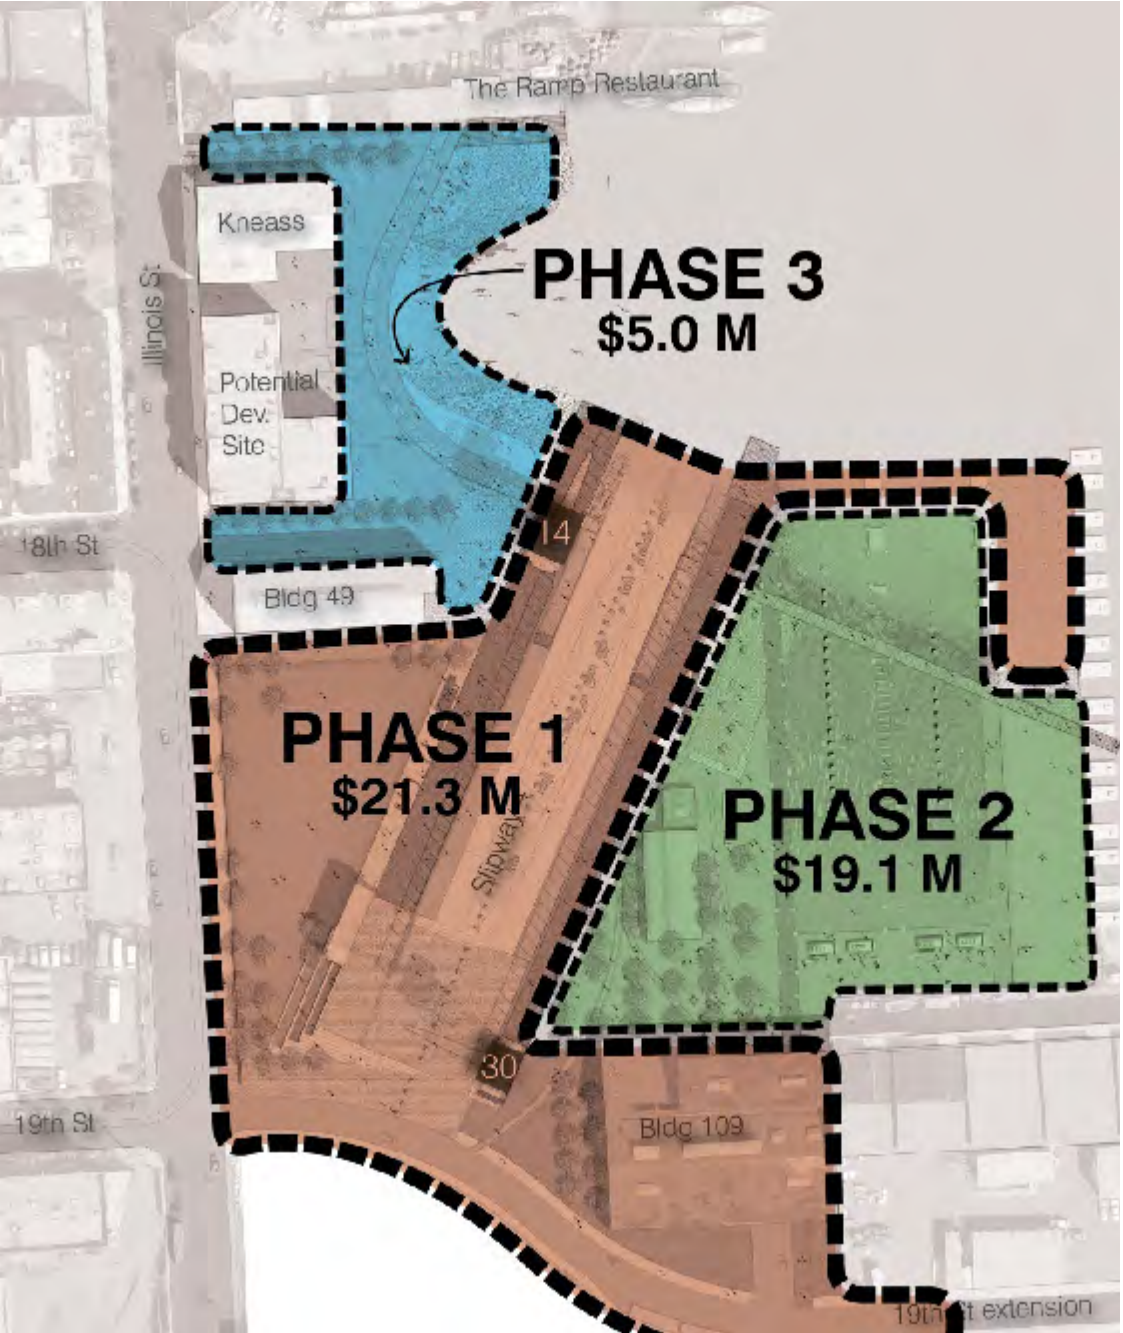 The Ramp Restaurant
Kneass
PHASE 3
$5.0 M
Illinois St
Potential
Dev.
Site
14
18th St
Bldg 49
PHASE 1
$21.3 M
Slipway
PHASE 2
$19.1 M
30
19th St
Bldg 109
19th St extension